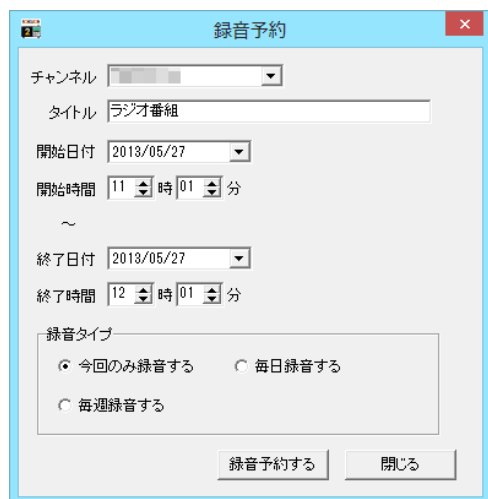 録音予約
チャンネル
タイトル ラジオ番組
開始日付 2013/05/27
開始時間 11 時 01 分
～
終了日付 2013/05/27
終了時間 12 時 01 分
録音タイプ
今回のみ録音する 毎日録音する
毎週録音する
録音予約する 閉じる